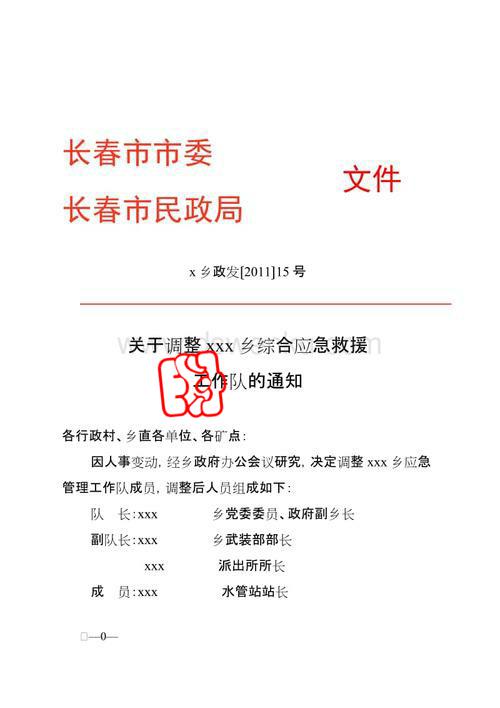 长春市市委
长春市民政局
文件
x 乡政发[2011]15 号
关于调整 xxx 乡综合应急救援
工作队的通知
各行政村、乡直各单位、各矿点：
因人事变动，经乡政府办公会议研究，决定调整 xxx 乡应急
管理工作队成员，调整后人员组成如下：
队　长：xxx　　　乡党委委员、政府副乡长
副队长：xxx　　　乡武装部部长
xxx　　　派出所所长
成　员：xxx　　　水管站站长
—0—